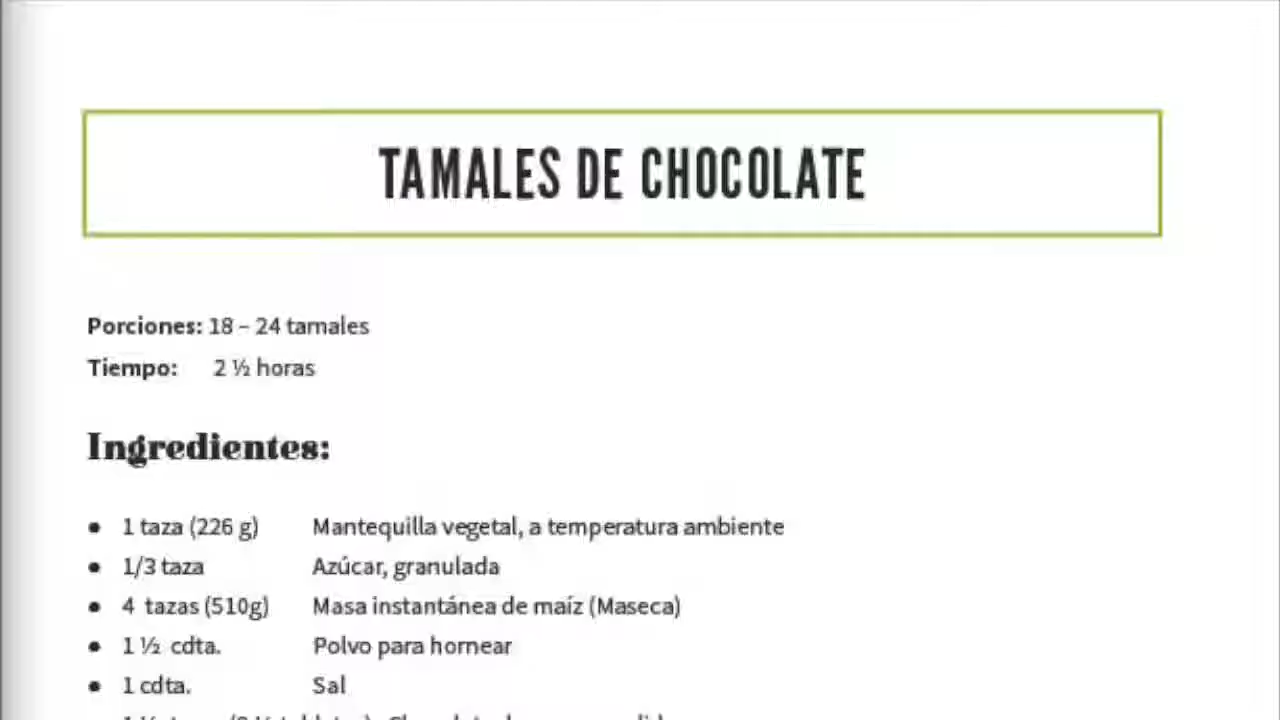 TAMALES DE CHOCOLATE
Porciones: 18 – 24 tamales
Tiempo: 2 ½ horas
Ingredientes:
● 1 taza (226 g) Mantequilla vegetal, a temperatura ambiente
● 1/3 taza Azúcar, granulada
● 4 tazas (510g) Masa instantánea de maíz (Maseca)
● 1 ½ cdta. Polvo para hornear
● 1 cdta. Sal